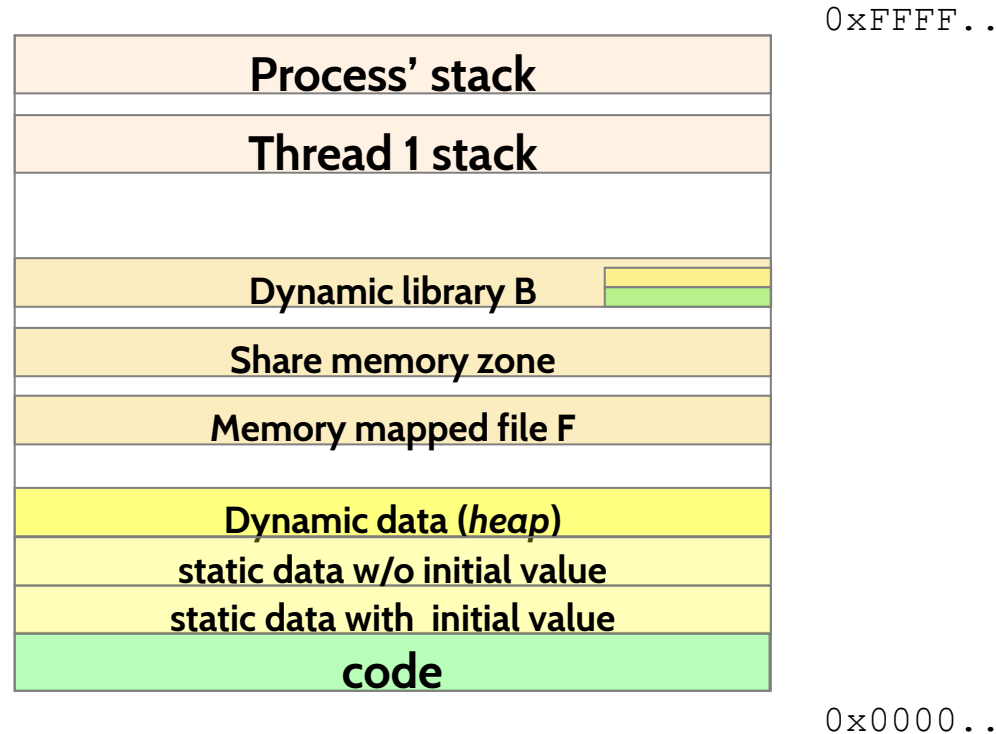 0xFFFF..
Process’ stack
Thread 1 stack
Dynamic library B
Share memory zone
Memory mapped file F
Dynamic data (heap)
static data w/o initial value
static data with  initial value
code
0x0000..